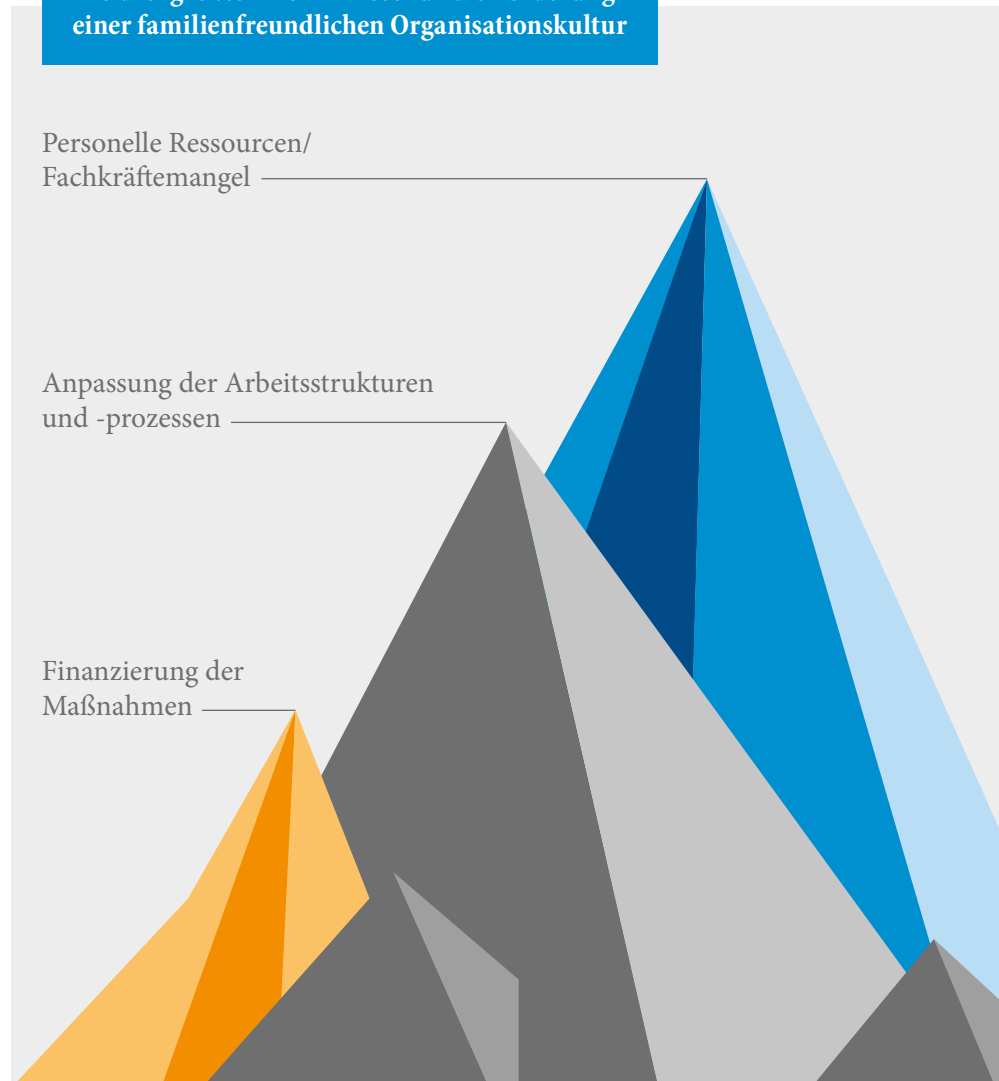 einer familienfreundlichen Organisationskultur
Personelle Ressourcen/
Fachkräftemangel
Anpassung der Arbeitsstrukturen
und -prozessen
Finanzierung der
Maßnahmen